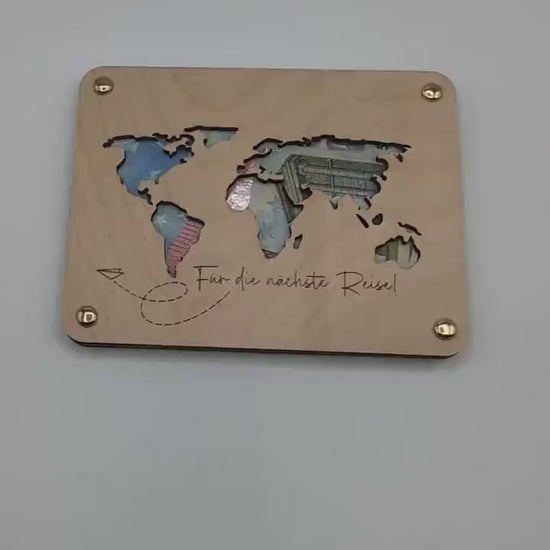 Für die nächste Reise!